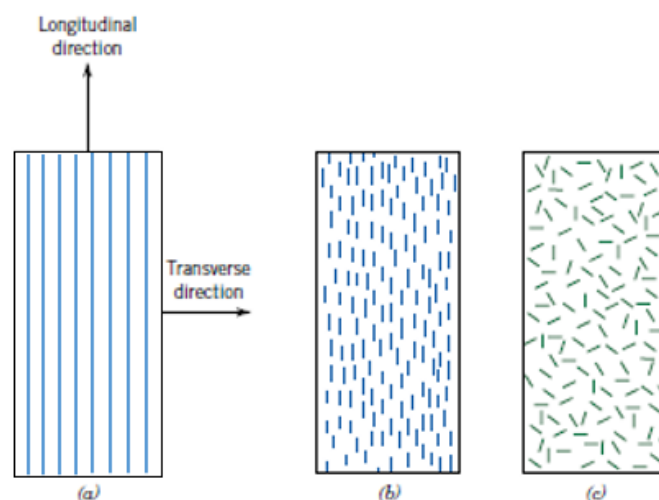 Longitudinal
direction
Transverse
direction
(a)
(b)
(c)